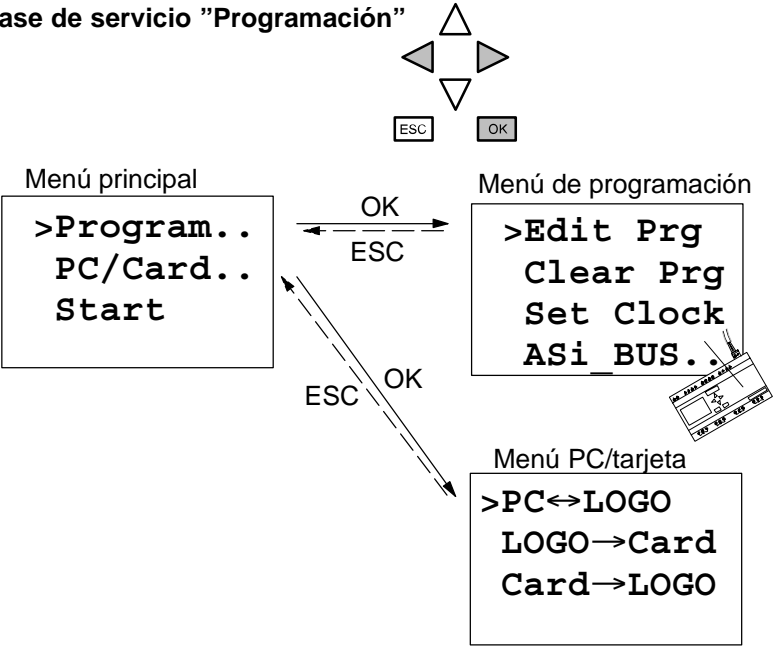 ase de servicio ”Programación”
ESC
OK
Menú principal
>Program..
PC/Card..
Start
OK
ESC
Menú de programación
>Edit Prg
Clear Prg
Set Clock
ASi_BUS..
ESC
OK
Menú PC/tarjeta
>PC↔LOGO
LOGO→Card
Card→LOGO